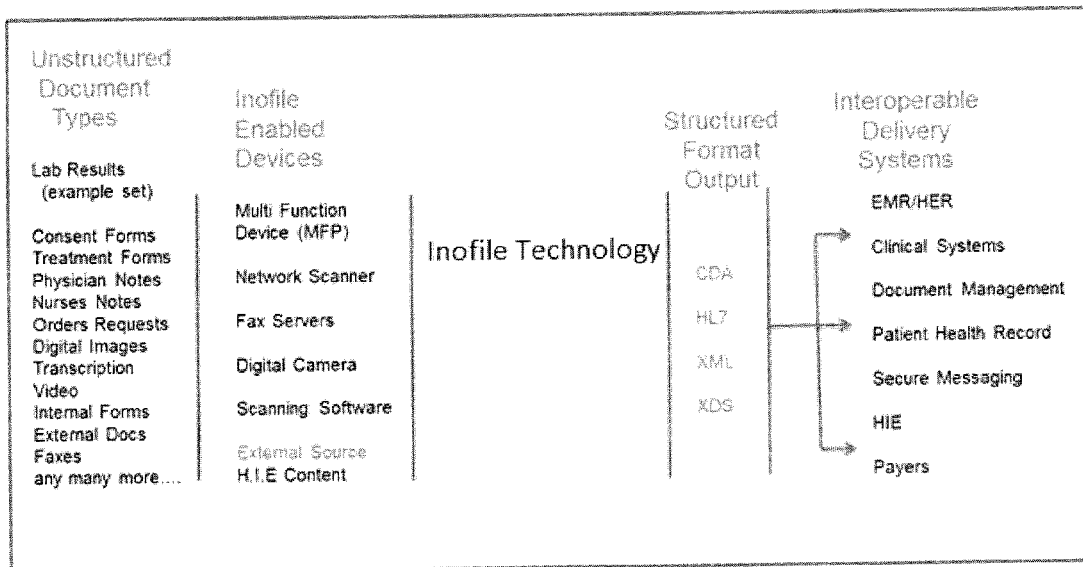 Unstructured
Document
Types
Lab Results
(example set)
Consent Forms
Treatment Forms
Physician Notes
Nurses Notes
Orders Requests
Digital Images
Transcription
Video
Internal Forms
External Docs
Faxes
any many more....
Inofile
Enabled
Devices
Multi Function
Device (MFP)
Network Scanner
Fax Servers
Digital Camera
Scanning Software
External Source
H.I.E Content
Inofile Technology
Structured
Format
Output
CDA
HL7
XML
XDS
Interoperable
Delivery
Systems
EMR/HER
Clinical Systems
Document Management
Patient Health Record
Secure Messaging
HIE
Payers